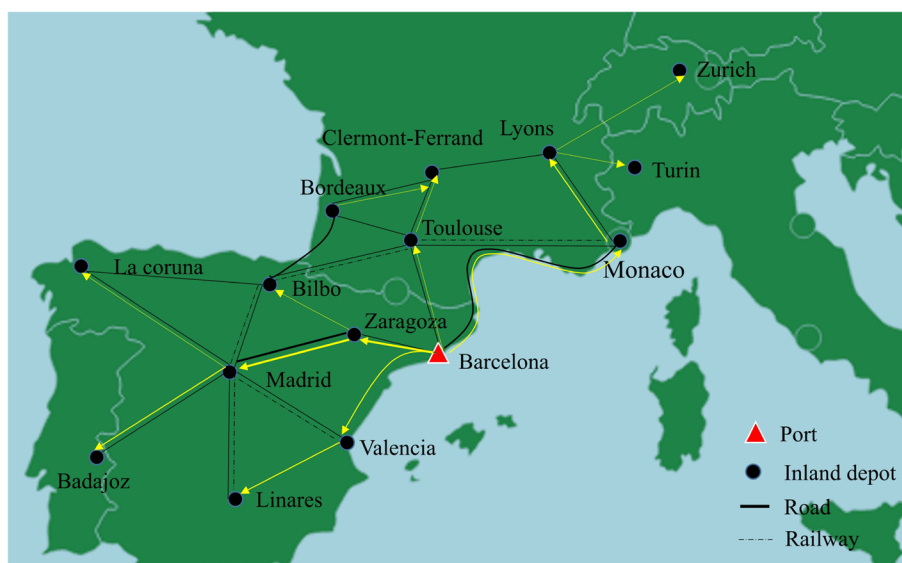 Zurich
Clermont-Ferrand
Lyons
Turin
Bordeaux
Toulouse
Monaco
La coruna
Bilbo
Zaragoza
Barcelona
Madrid
Valencia
Badajoz
Linares
Port
Inland depot
Road
Railway